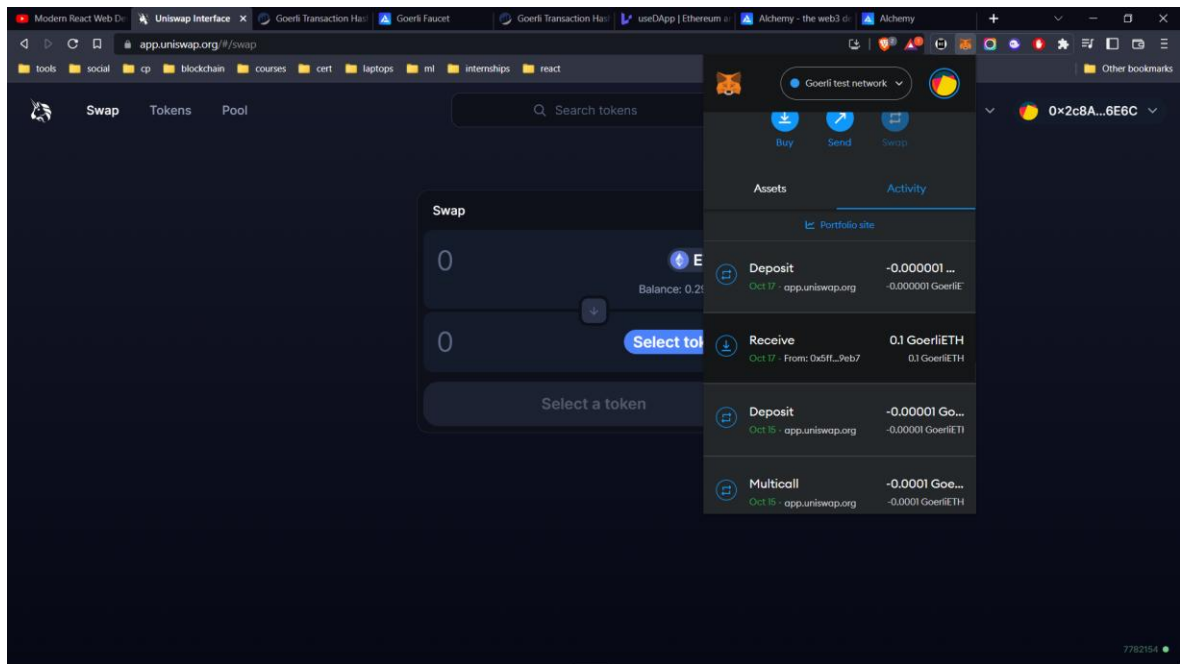 Modern React Web De
Uniswap Interface
Goerli Transaction Has
Goerli Faucet
Goerli Transaction Has
useDApp | Ethereum a
Alchemy - the web3 de
Alchemy
app.uniswap.org/#/swap
tools social cp blockchain courses cert laptops ml internships react Other bookmarks
Swap Tokens Pool
Search tokens
0×2c8A...6E6C
Goerli test network
Buy Send Swap
Assets Activity
Portfolio site
Deposit -0.000001 ...
Oct 17 · app.uniswap.org -0.000001 GoerliET
Receive 0.1 GoerliETH
Oct 17 · From: 0x5ff...9eb7 0.1 GoerliETH
Deposit -0.00001 Go...
Oct 15 · app.uniswap.org -0.00001 GoerliETH
Multicall -0.0001 Goe...
Oct 15 · app.uniswap.org -0.0001 GoerliETH
Swap
0 E
Balance: 0.29
0 Select tok
Select a token
7782154